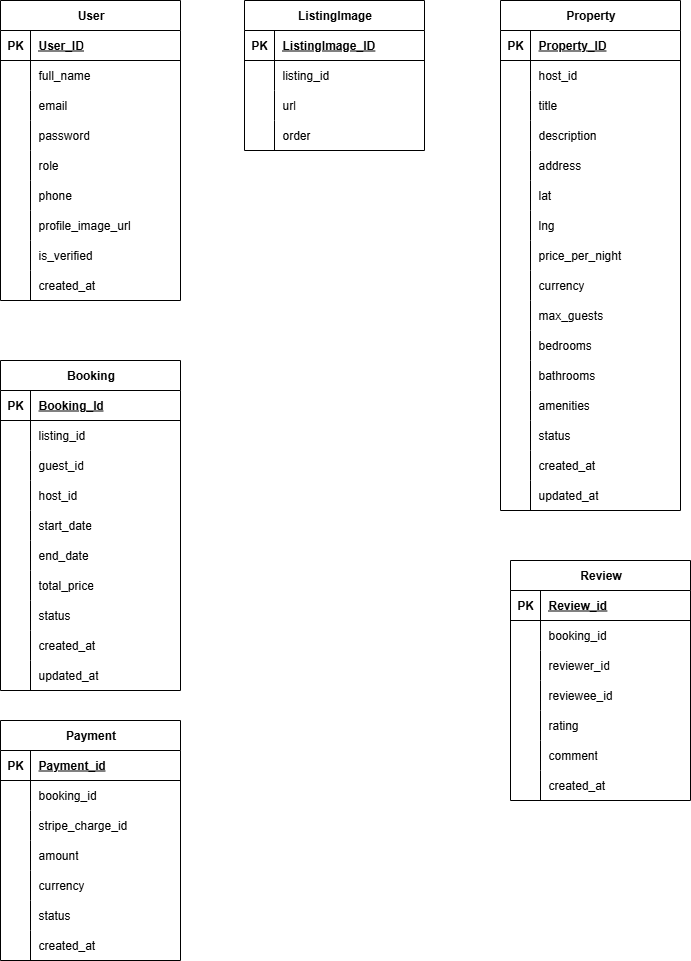 User
PK User_ID
full_name
email
password
role
phone
profile_image_url
is_verified
created_at
ListingImage
PK ListingImage_ID
listing_id
url
order
Property
PK Property_ID
host_id
title
description
address
lat
lng
price_per_night
currency
max_guests
bedrooms
bathrooms
amenities
status
created_at
updated_at
Booking
PK Booking_Id
listing_id
guest_id
host_id
start_date
end_date
total_price
status
created_at
updated_at
Review
PK Review_id
booking_id
reviewer_id
reviewee_id
rating
comment
created_at
Payment
PK Payment_id
booking_id
stripe_charge_id
amount
currency
status
created_at